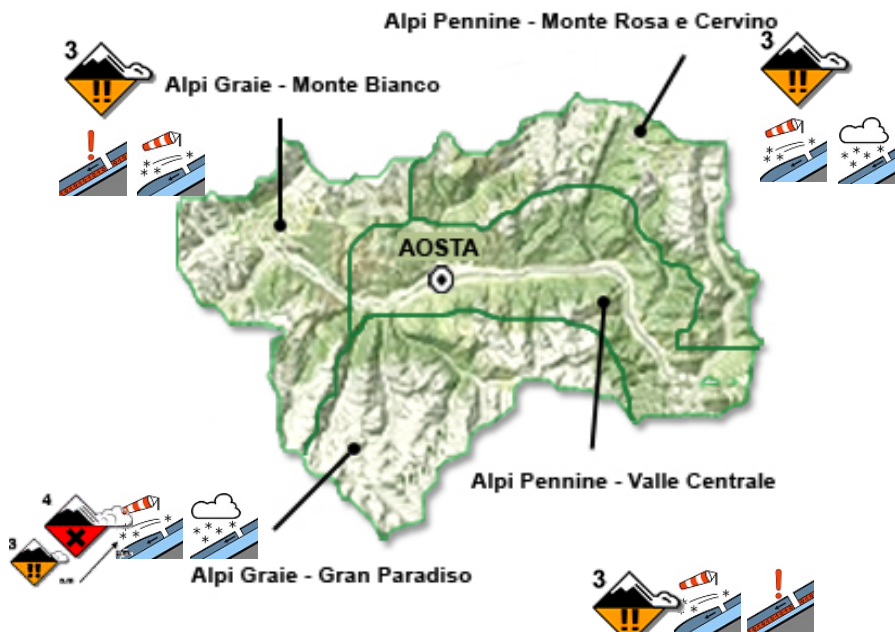 Alpi Pennine - Monte Rosa e Cervino
3
3
Alpi Graie - Monte Bianco
AOSTA
Alpi Pennine - Valle Centrale
4
3
Alpi Graie - Gran Paradiso
3